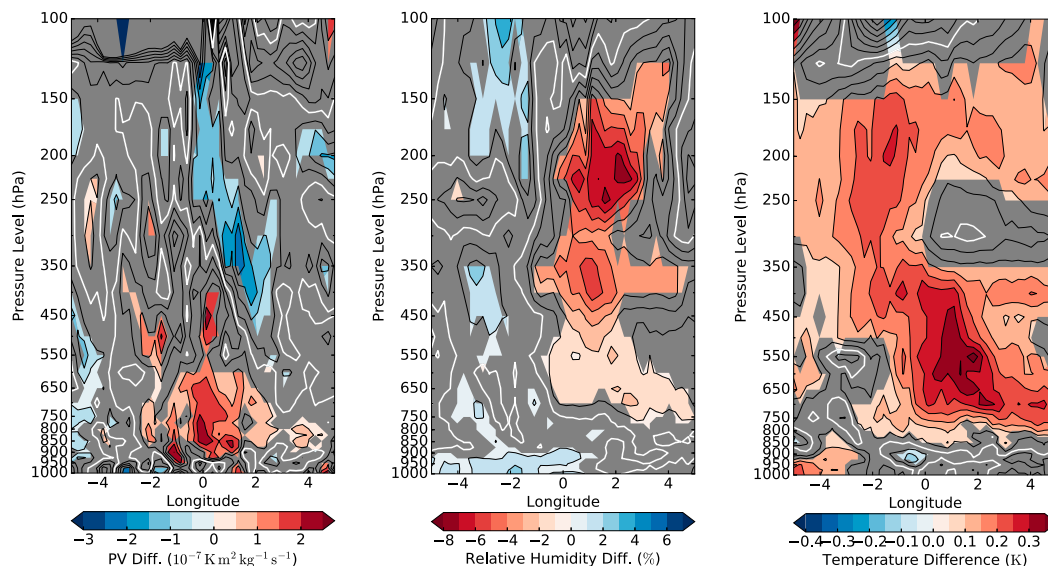 100
150
200
250
350
450
550
650
750
800
850
900
950
1000
Pressure Level (hPa)
−4 −2 0 2 4
Longitude
−3 −2 −1 0 1 2
PV Diff. (10⁻⁷ K m² kg⁻¹ s⁻¹)
100
150
200
250
350
450
550
650
750
800
850
900
950
1000
Pressure Level (hPa)
−4 −2 0 2 4
Longitude
−8 −6 −4 −2 0 2 4 6
Relative Humidity Diff. (%)
100
150
200
250
350
450
550
650
750
800
850
900
950
1000
Pressure Level (hPa)
−4 −2 0 2 4
Longitude
−0.4 −0.3 −0.2 −0.1 0.0 0.1 0.2 0.3
Temperature Difference (K)